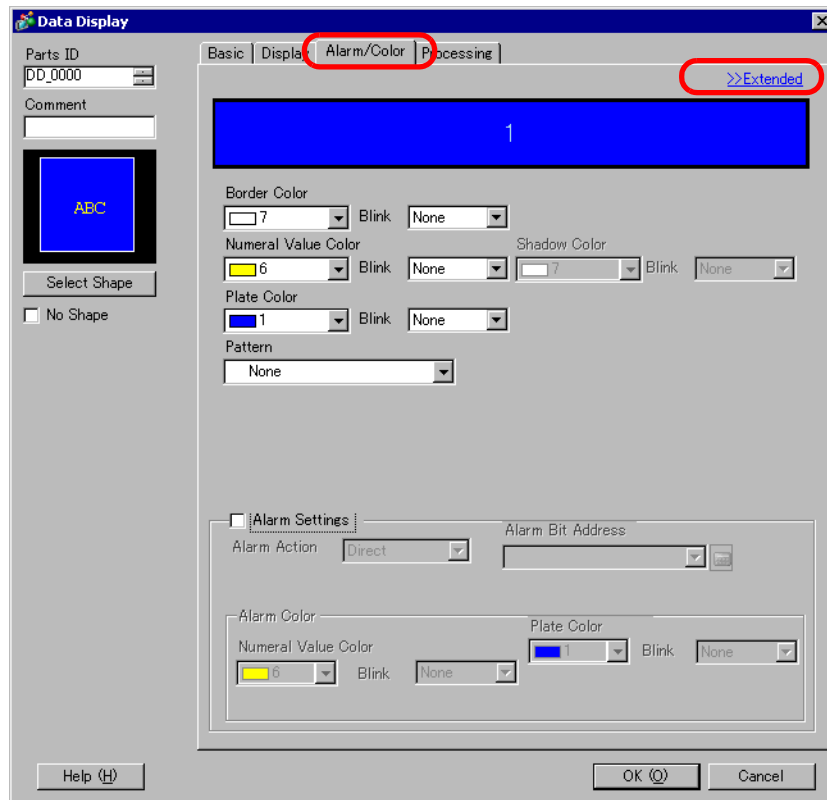 Data Display
Parts ID
DD_0000
Comment
ABC
Select Shape
No Shape
Basic Display Alarm/Color Processing
>>Extended
1
Border Color
7 Blink None
Numeral Value Color Shadow Color
6 Blink None 7 Blink None
Plate Color
1 Blink None
Pattern
None
Alarm Settings
Alarm Action Direct Alarm Bit Address
Alarm Color
Numeral Value Color Plate Color
6 Blink None 1 Blink None
Help (H) OK (O) Cancel